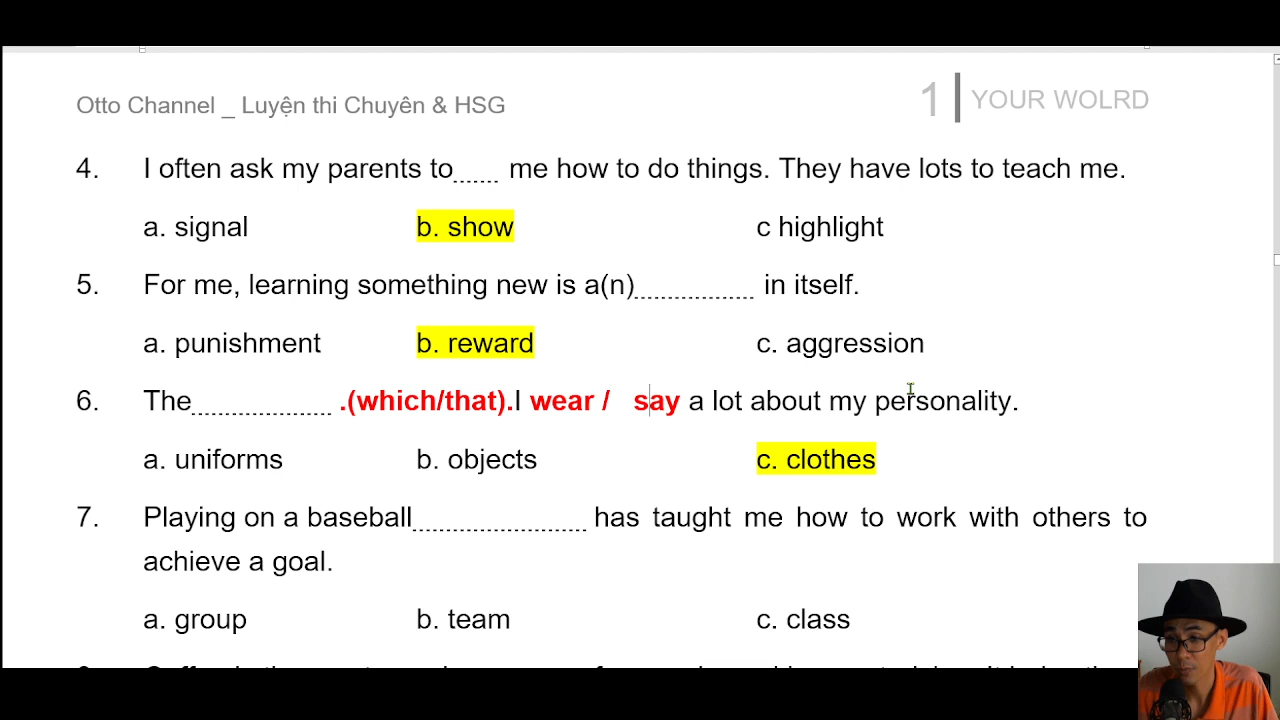 Otto Channel _ Luyện thi Chuyên & HSG
1 YOUR WOLRD
4. I often ask my parents to...... me how to do things. They have lots to teach me.
a. signal b. show c highlight
5. For me, learning something new is a(n).............. in itself.
a. punishment b. reward c. aggression
6. The................. .(which/that).I wear / say a lot about my personality.
a. uniforms b. objects c. clothes
7. Playing on a baseball..................... has taught me how to work with others to
achieve a goal.
a. group b. team c. class